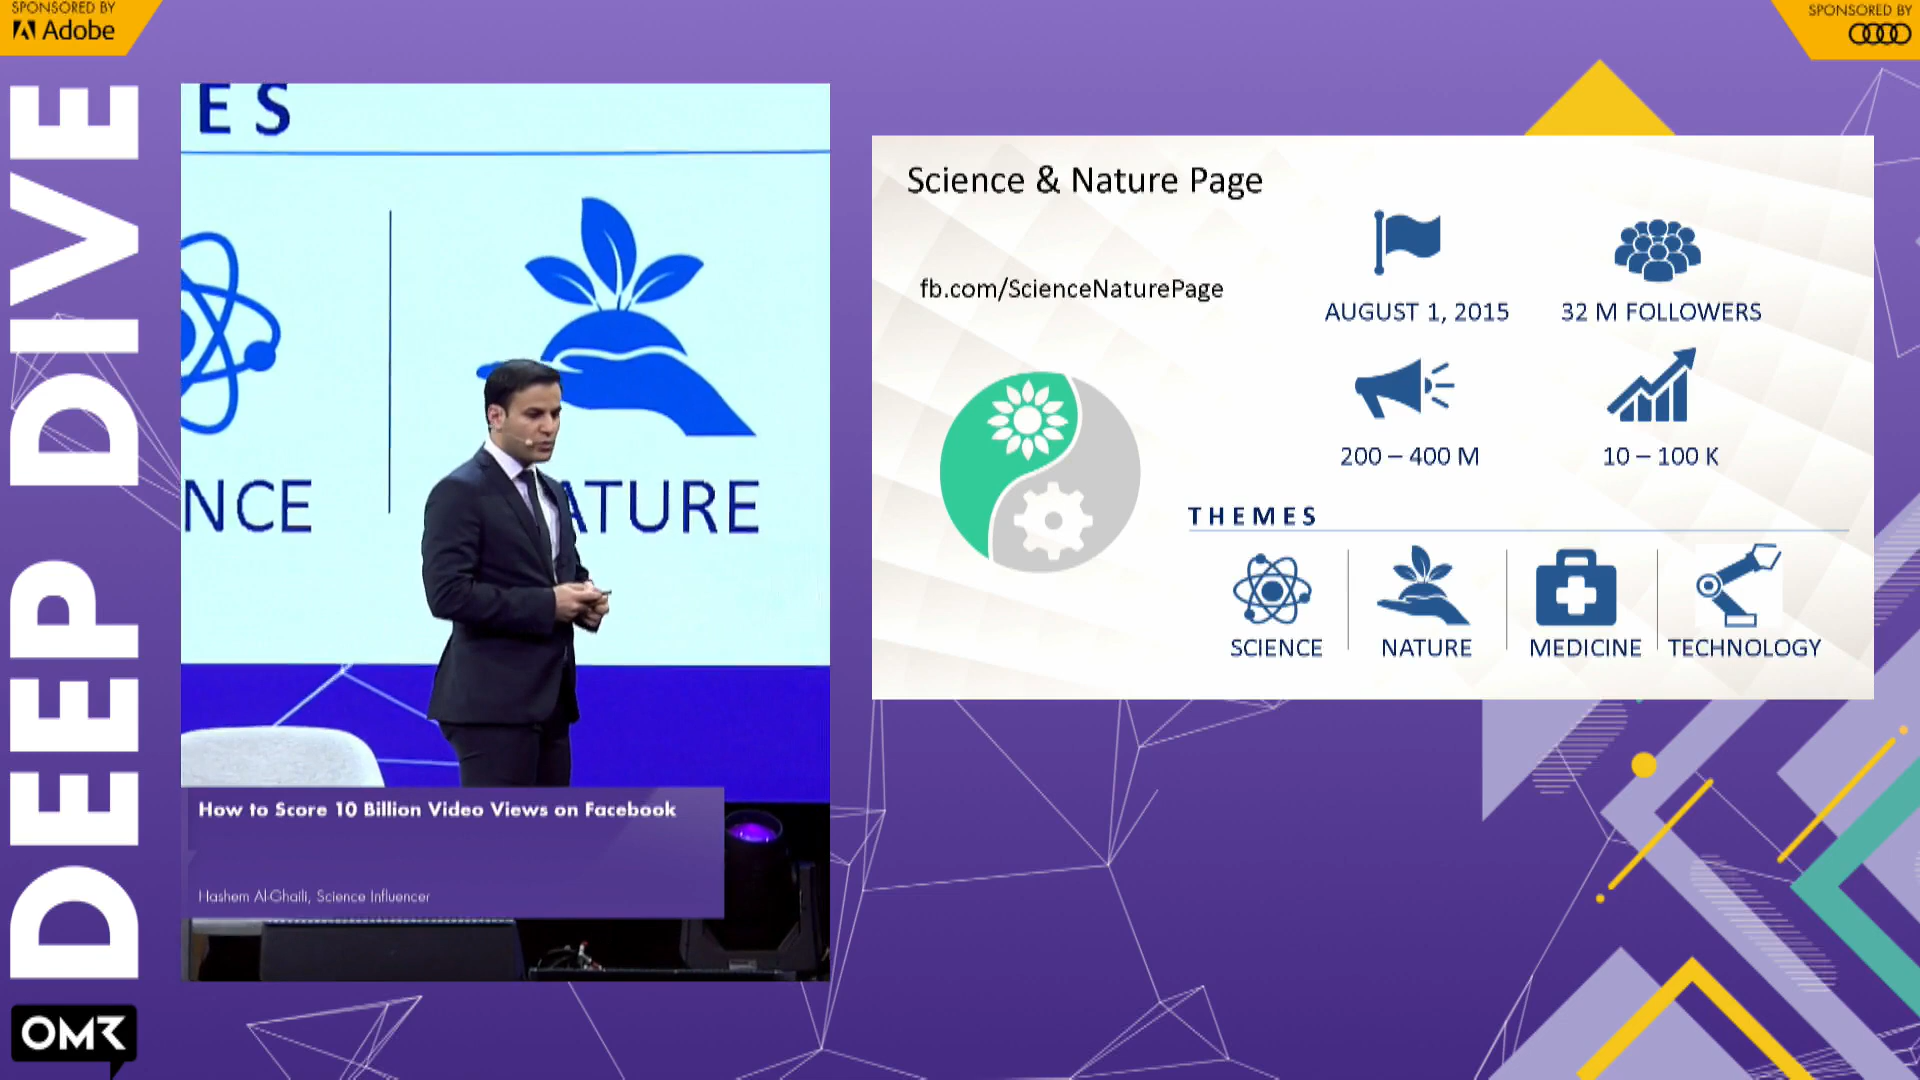 SPONSORED BY
Adobe
SPONSORED BY
DEEP DIVE
OMR
ES
NCE
ATURE
How to Score 10 Billion Video Views on Facebook
Hashem Al-Ghaili, Science Influencer
Science & Nature Page
fb.com/ScienceNaturePage
AUGUST 1, 2015
32 M FOLLOWERS
200 – 400 M
10 – 100 K
THEMES
SCIENCE
NATURE
MEDICINE
TECHNOLOGY